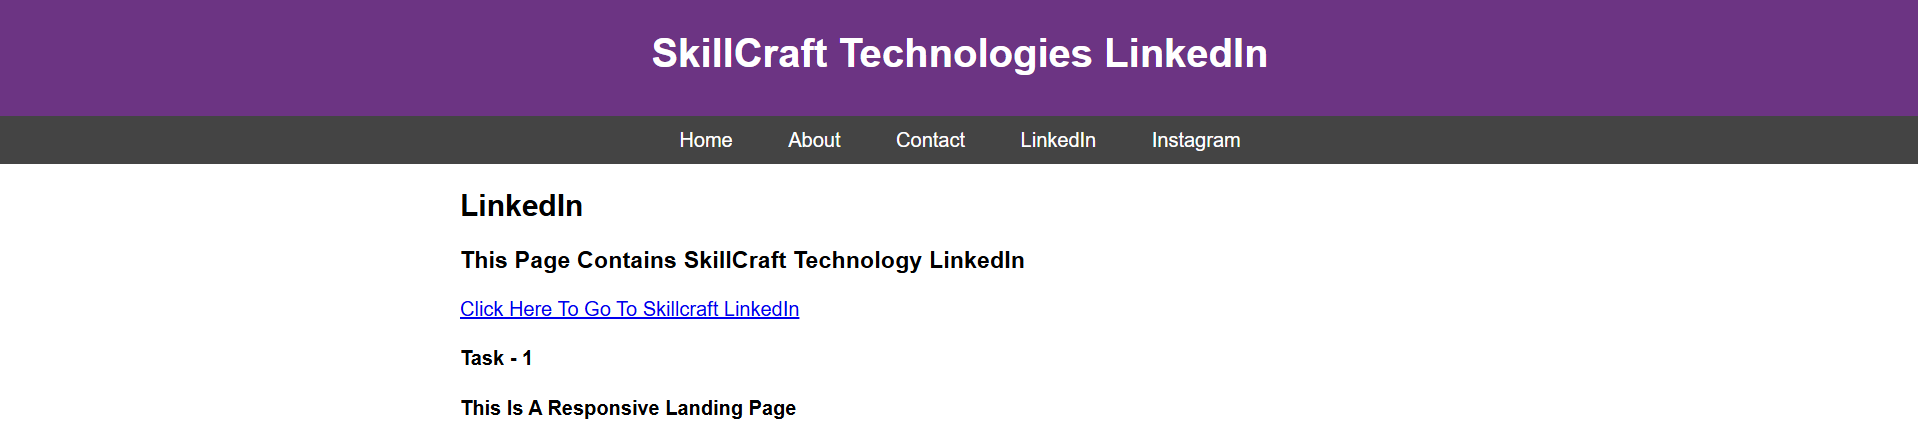 SkillCraft Technologies LinkedIn
Home About Contact LinkedIn Instagram
LinkedIn
This Page Contains SkillCraft Technology LinkedIn
Click Here To Go To Skillcraft LinkedIn
Task - 1
This Is A Responsive Landing Page